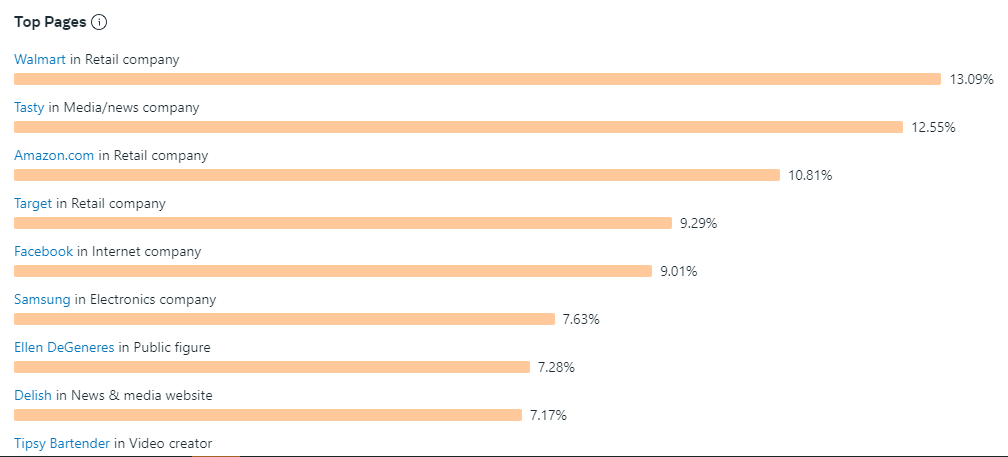 Top Pages
Walmart in Retail company
13.09%
Tasty in Media/news company
12.55%
Amazon.com in Retail company
10.81%
Target in Retail company
9.29%
Facebook in Internet company
9.01%
Samsung in Electronics company
7.63%
Ellen DeGeneres in Public figure
7.28%
Delish in News & media website
7.17%
Tipsy Bartender in Video creator